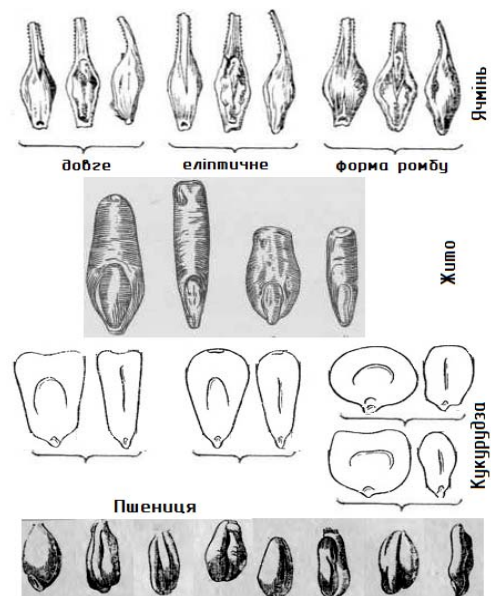 Ячмінь
довге еліптичне форма ромбу
Жито
Кукурудза
Пшениця